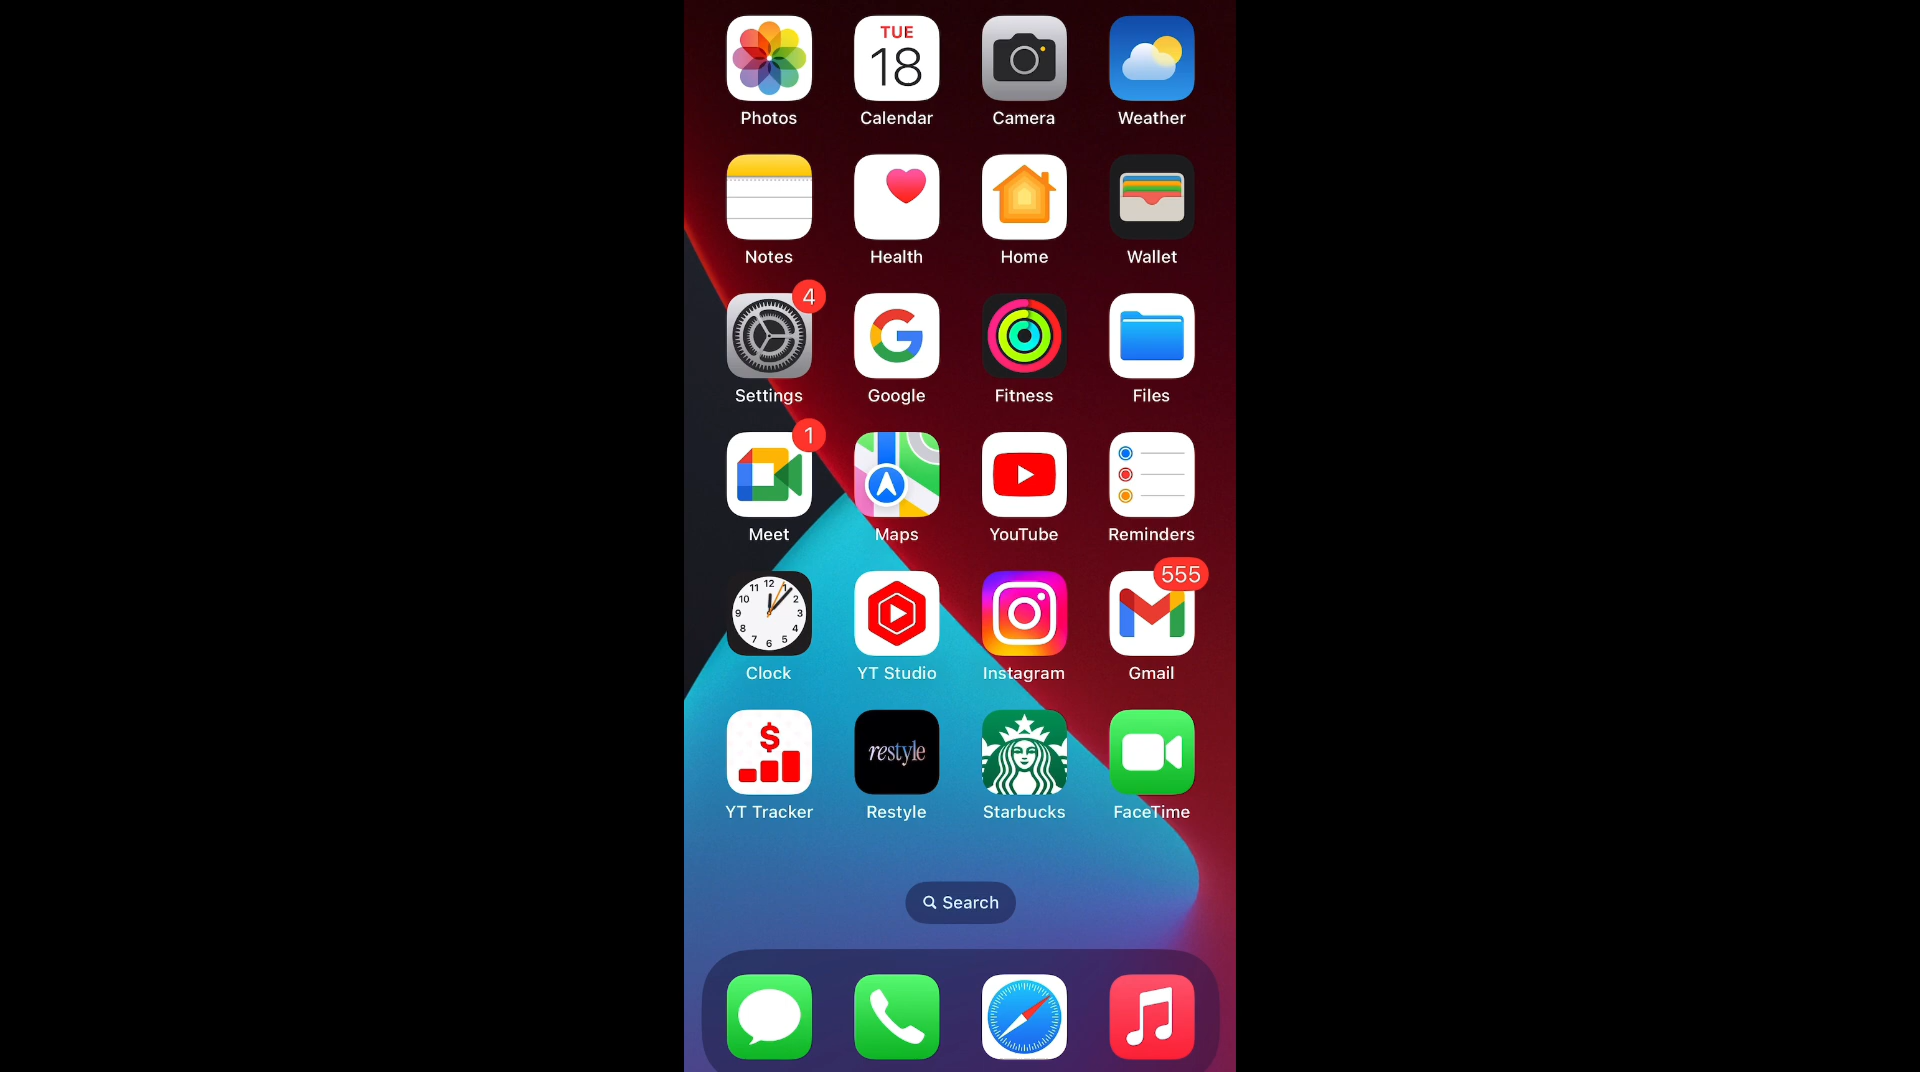 TUE
18
Photos
Calendar
Camera
Weather
Notes
Health
Home
Wallet
4
Settings
Google
Fitness
Files
1
Meet
Maps
YouTube
Reminders
12
11 1
10 2
9 3
8 4
7 5
6
555
Clock
YT Studio
Instagram
Gmail
$
restyle
YT Tracker
Restyle
Starbucks
FaceTime
Search